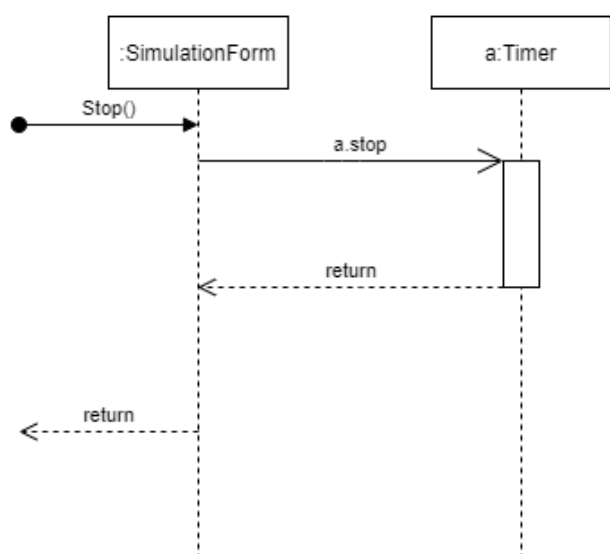 :SimulationForm
a:Timer
Stop()
a.stop
return
return